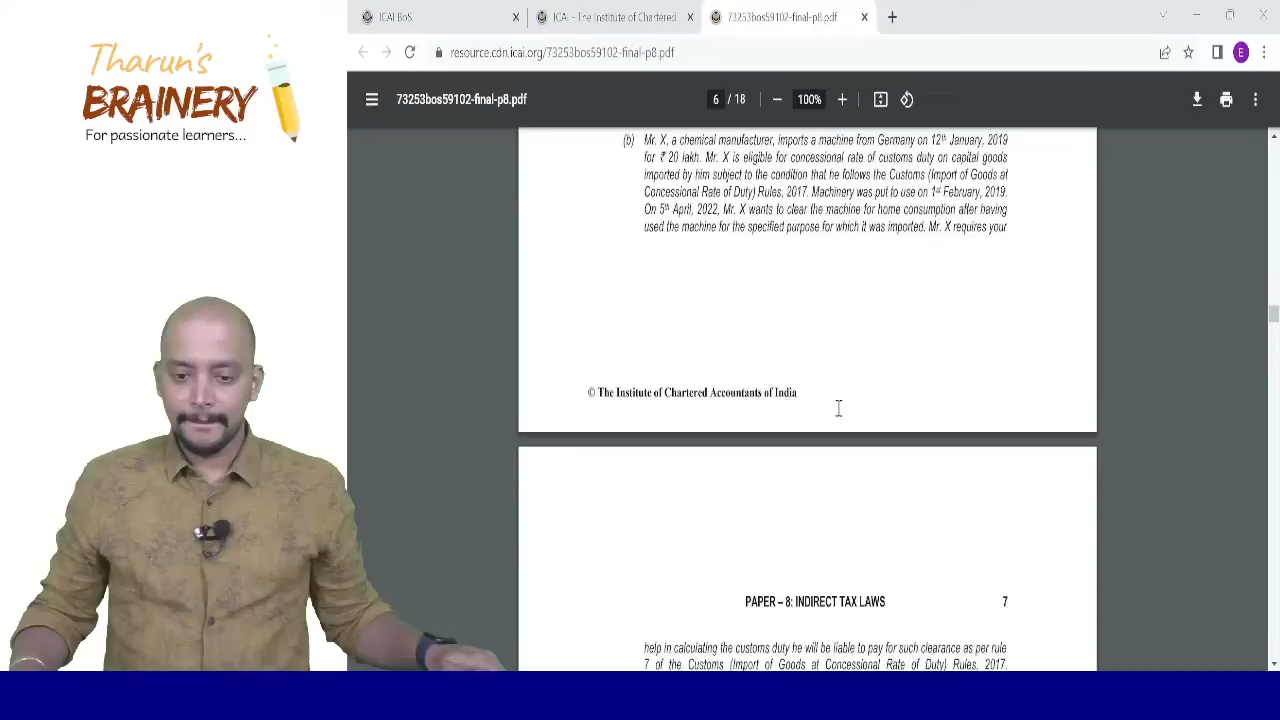 Tharun's
BRAINERY
For passionate learners...
ICAI BoS
ICAI - The Institute of Chartered
73253bos59102-final-p8.pdf
resource.cdn.icai.org/73253bos59102-final-p8.pdf
E
73253bos59102-final-p8.pdf
6 / 18
100%
(b) Mr. X, a chemical manufacturer, imports a machine from Germany on 12th January, 2019
for ₹ 20 lakh. Mr. X is eligible for concessional rate of customs duty on capital goods
imported by him subject to the condition that he follows the Customs (Import of Goods at
Concessional Rate of Duty) Rules, 2017. Machinery was put to use on 1st February, 2019.
On 5th April, 2022, Mr. X wants to clear the machine for home consumption after having
used the machine for the specified purpose for which it was imported. Mr. X requires your
© The Institute of Chartered Accountants of India
PAPER – 8: INDIRECT TAX LAWS 7
help in calculating the customs duty he will be liable to pay for such clearance as per rule
7 of the Customs (Import of Goods at Concessional Rate of Duty) Rules, 2017.